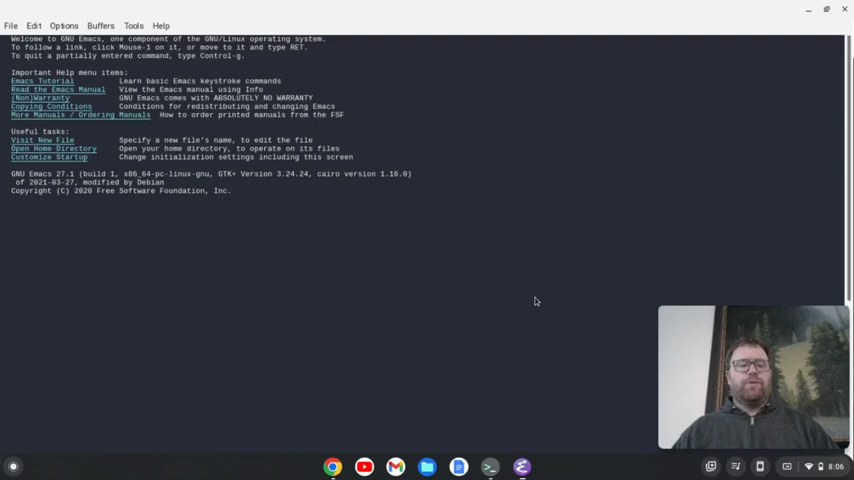 File Edit Options Buffers Tools Help
Welcome to GNU Emacs, one component of the GNU/Linux operating system.
To follow a link, click Mouse-1 on it, or move to it and type RET.
To quit a partially entered command, type Control-g.
Important Help menu items:
Emacs Tutorial Learn basic Emacs keystroke commands
Read the Emacs Manual View the Emacs manual using Info
(Non)Warranty GNU Emacs comes with ABSOLUTELY NO WARRANTY
Copying Conditions Conditions for redistributing and changing Emacs
More Manuals / Ordering Manuals How to order printed manuals from the FSF
Useful tasks:
Visit New File Specify a new file's name, to edit the file
Open Home Directory Open your home directory, to operate on its files
Customize Startup Change initialization settings including this screen
GNU Emacs 27.1 (build 1, x86_64-pc-linux-gnu, GTK+ Version 3.24.24, cairo version 1.16.0)
of 2021-03-27, modified by Debian
Copyright (C) 2020 Free Software Foundation, Inc.
8:06